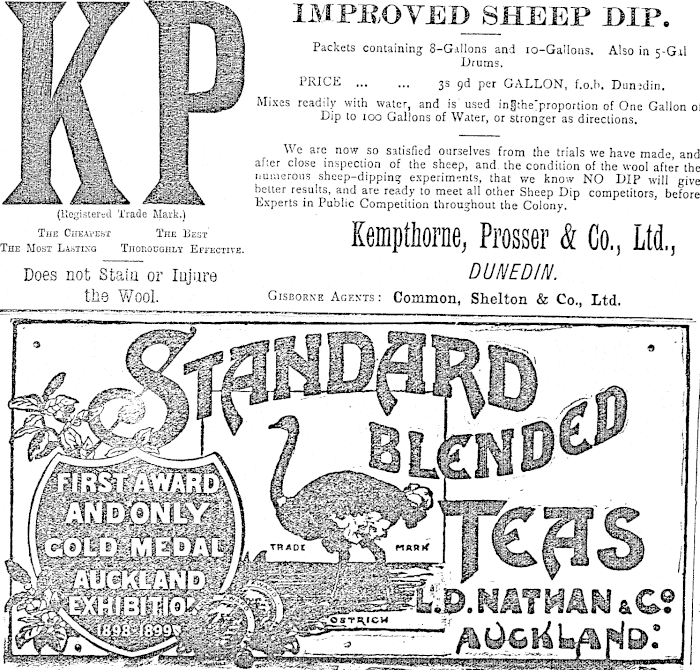 KP
(Registered Trade Mark.)
THE CHEAPEST THE BEST
THE MOST LASTING THOROUGHLY EFFECTIVE.
Does not Stain or Injure
the Wool.
IMPROVED SHEEP DIP.
Packets containing 8-Gallons and 10-Gallons. Also in 5-Gal
Drums.
PRICE ... ... 3s 9d per GALLON, f.o.b. Dunedin.
Mixes readily with water, and is used in the proportion of One Gallon of
Dip to 100 Gallons of Water, or stronger as directions.
We are now so satisfied ourselves from the trials we have made, and
after close inspection of the sheep, and the condition of the wool after the
numerous sheep-dipping experiments, that we know NO DIP will give
better results, and are ready to meet all other Sheep Dip competitors, before
Experts in Public Competition throughout the Colony.
Kempthorne, Prosser & Co., Ltd.,
DUNEDIN.
GISBORNE AGENTS: Common, Shelton & Co., Ltd.
STANDARD
BLENDED
TEAS
FIRST AWARD
AND ONLY
GOLD MEDAL
AUCKLAND
EXHIBITION
1898-1899
TRADE MARK
OSTRICH
L.D. NATHAN & Co.
AUCKLAND.